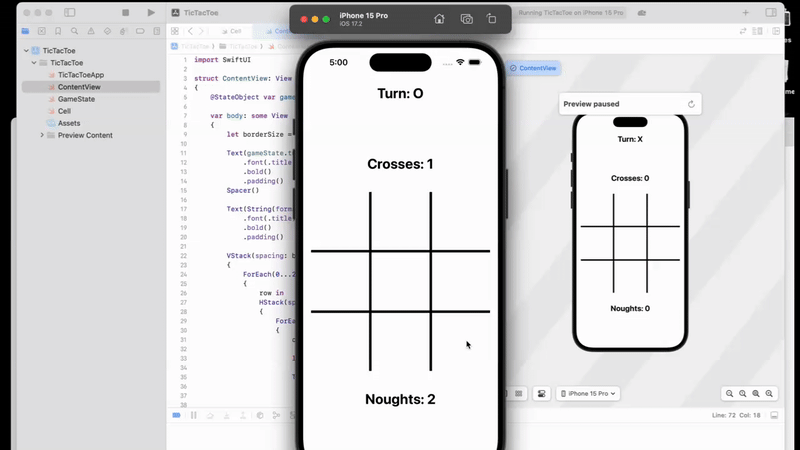 TicTacToe
Cell
iPhone 15 Pro
iOS 17.2
Running TicTacToe on iPhone 15 Pro
TicTacToe
TicTacToe
TicTacToeApp
ContentView
GameState
Cell
Assets
Preview Content
TicTacToe
TicTacToe
1 import SwiftUI
2
3 struct ContentView: View
4 {
5 @StateObject var game
6
7 var body: some View
8 {
9 let borderSize =
10
11 Text(gameState.t
12 .font(.title
13 .bold()
14 .padding()
15 Spacer()
16
17 Text(String(form
18 .font(.title
19 .bold()
20 .padding()
21
22 VStack(spacing: b
23 {
24 ForEach(0...2
25 {
26 row in
27 HStack(sp
28 {
29 ForEa
30 {
31
32
33
34
35
36
37
38
5:00
Turn: O
Crosses: 1
Noughts: 2
ContentView
Preview paused
Turn: X
Crosses: 0
Noughts: 0
iPhone 15 Pro
Line: 72 Col: 18